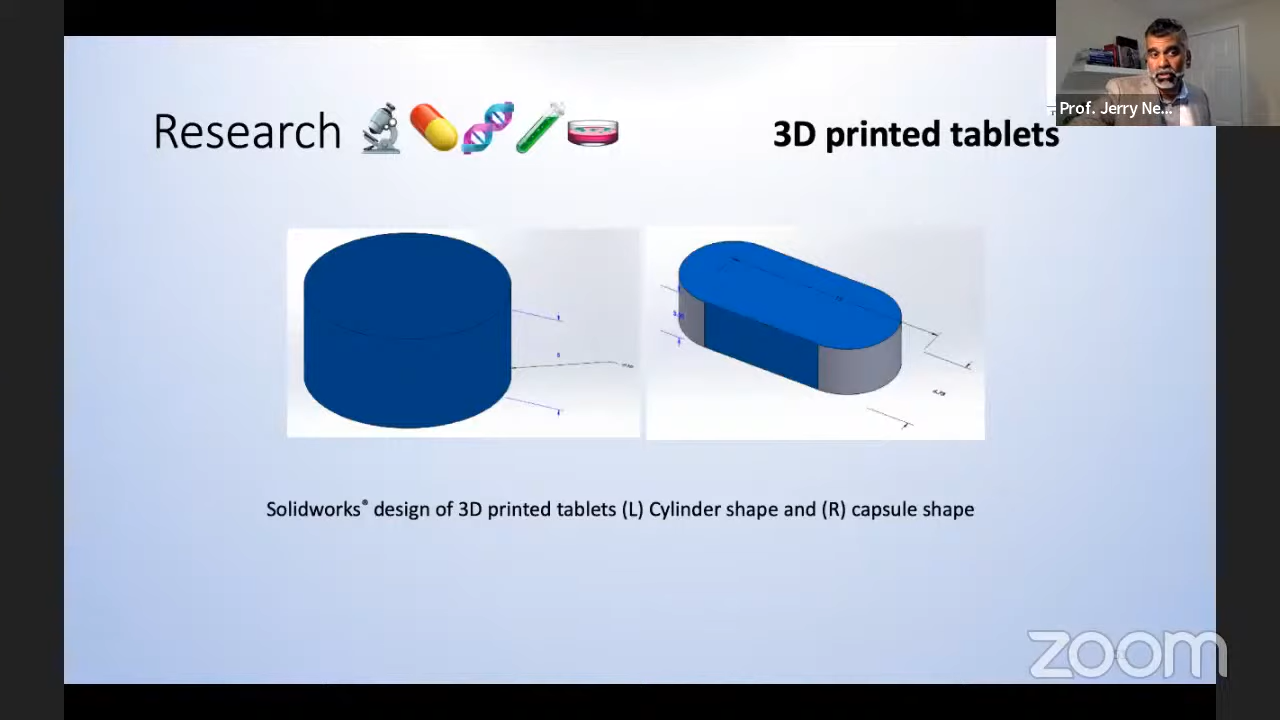 Research
3D printed tablets
Prof. Jerry Ne...
Solidworks® design of 3D printed tablets (L) Cylinder shape and (R) capsule shape
zoom